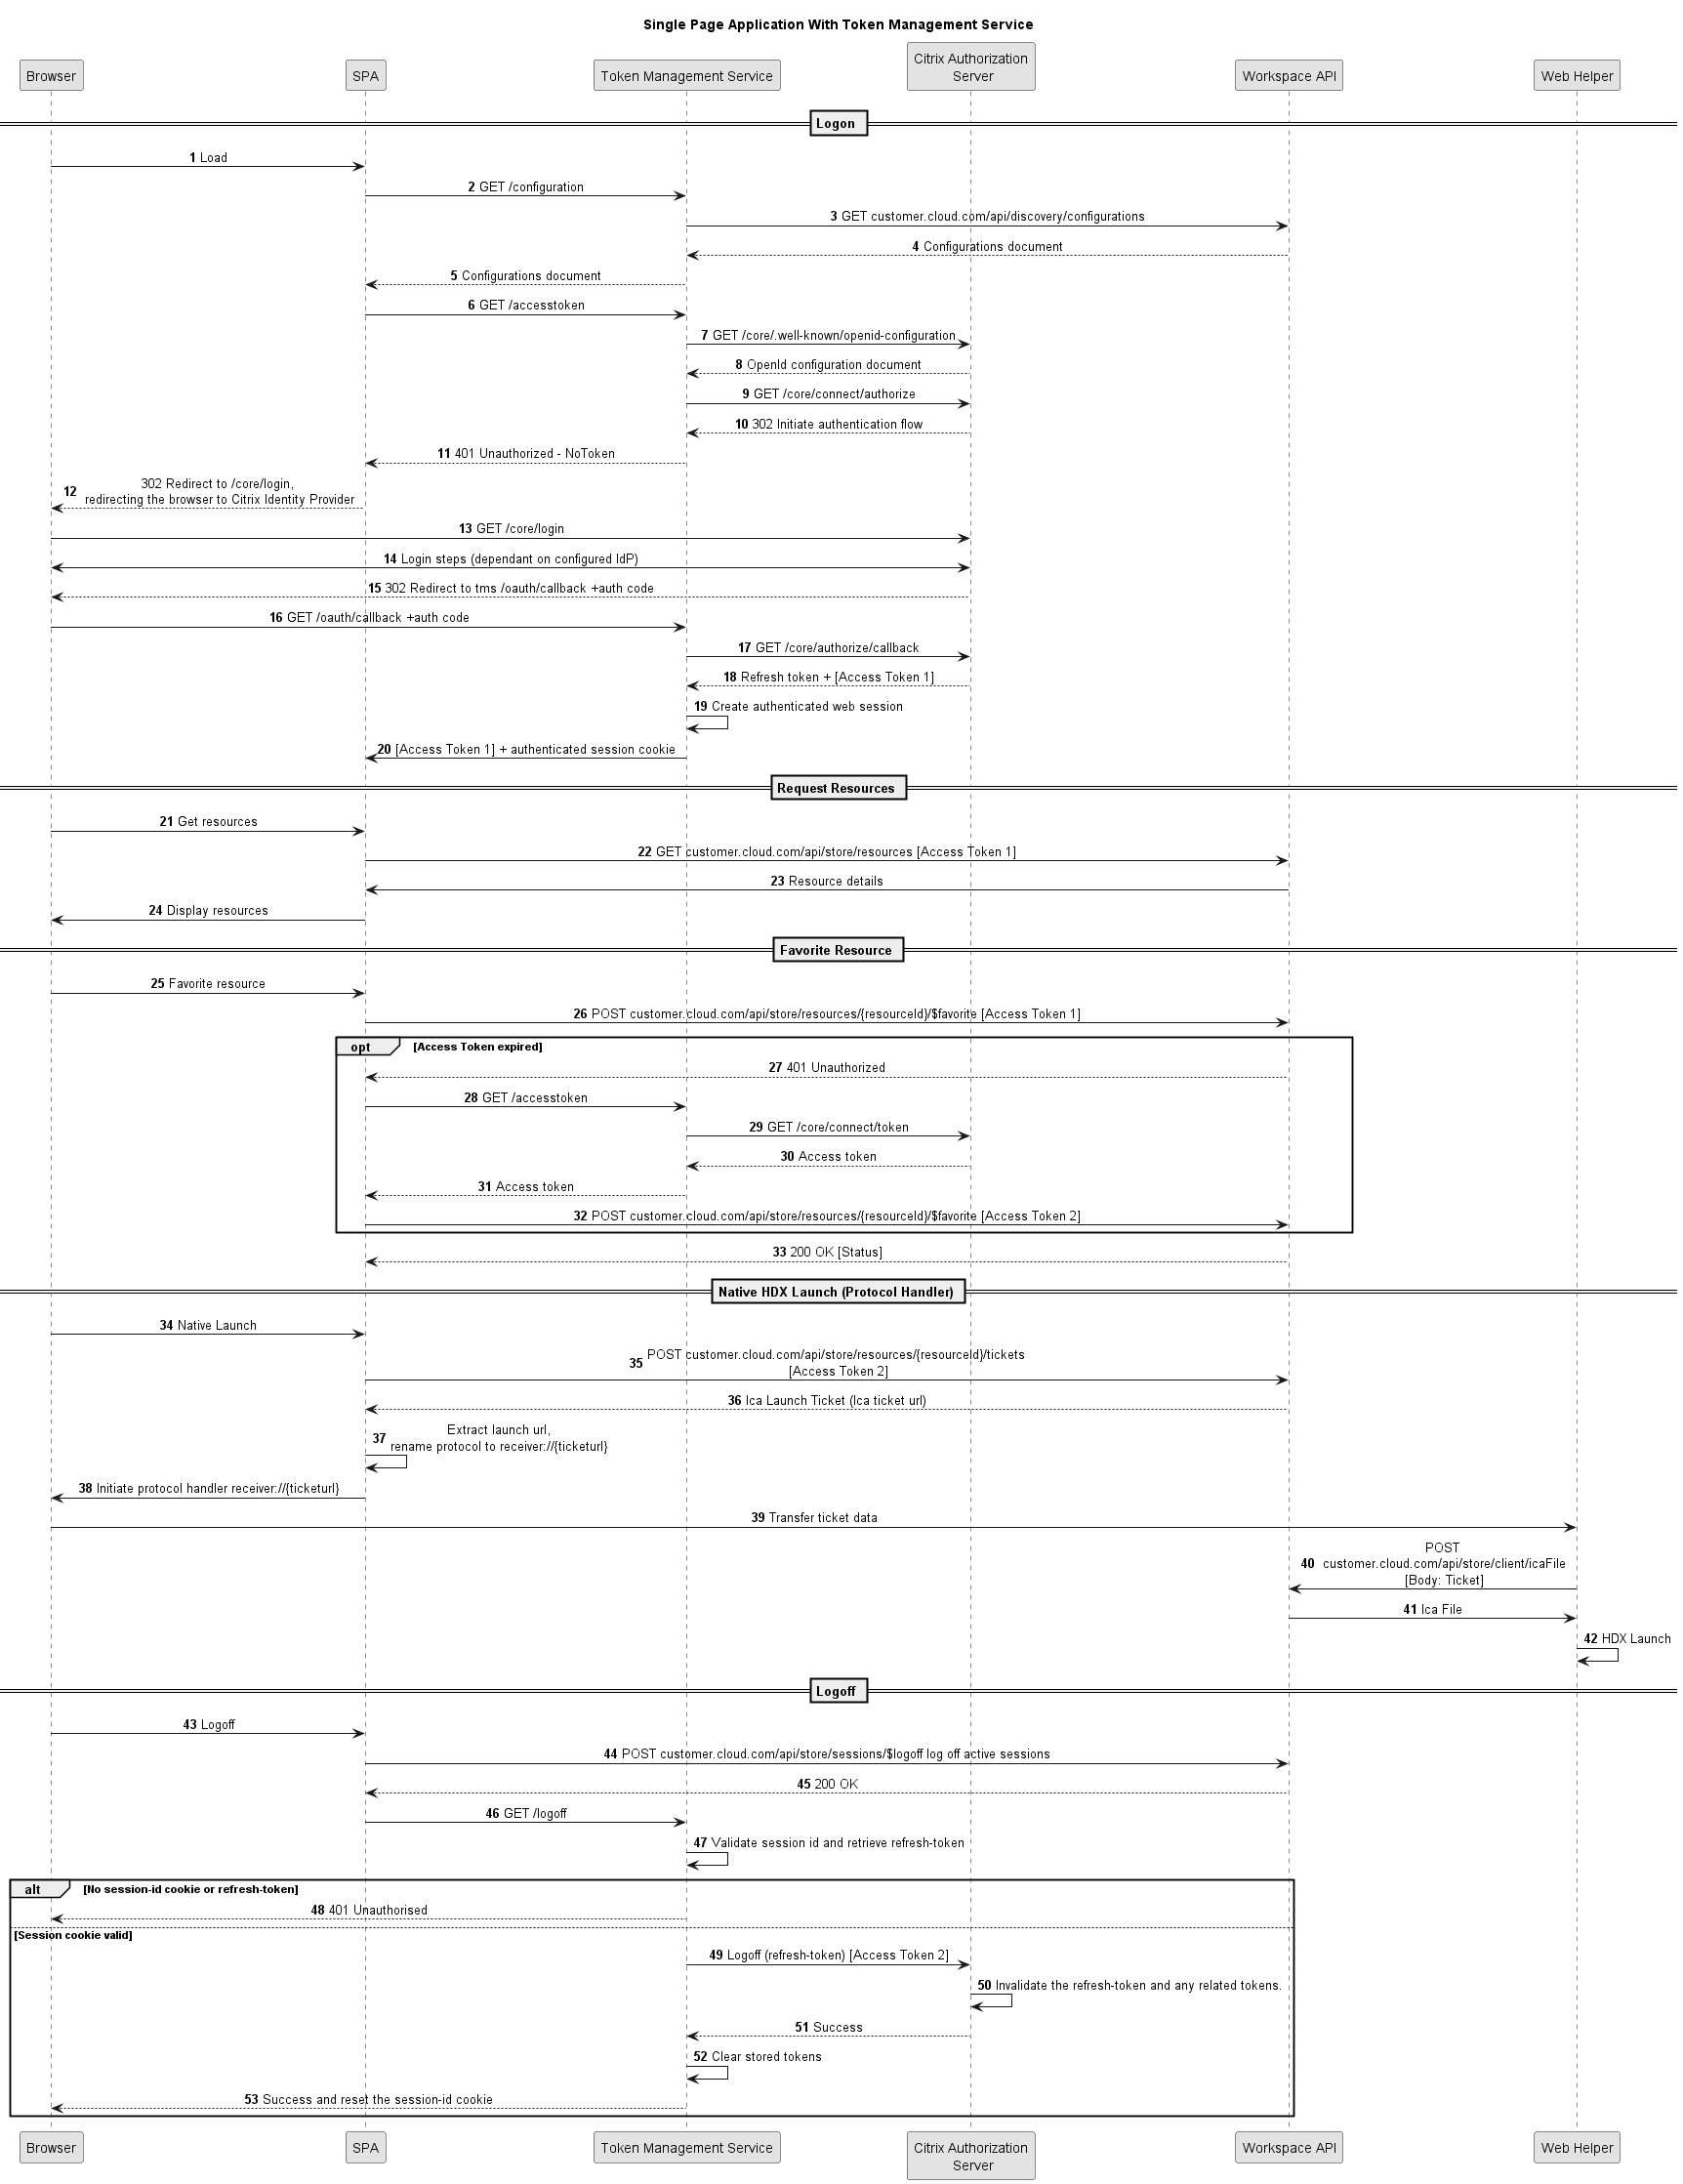 Single Page Application With Token Management Service
Browser
SPA
Token Management Service
Citrix Authorization
Server
Workspace API
Web Helper
Logon
1 Load
2 GET /configuration
3 GET customer.cloud.com/api/discovery/configurations
4 Configurations document
5 Configurations document
6 GET /accesstoken
7 GET /core/.well-known/openid-configuration
8 OpenId configuration document
9 GET /core/connect/authorize
10 302 Initiate authentication flow
11 401 Unauthorized - NoToken
12 302 Redirect to /core/login,
redirecting the browser to Citrix Identity Provider
13 GET /core/login
14 Login steps (dependant on configured IdP)
15 302 Redirect to tms /oauth/callback +auth code
16 GET /oauth/callback +auth code
17 GET /core/authorize/callback
18 Refresh token + [Access Token 1]
19 Create authenticated web session
20 [Access Token 1] + authenticated session cookie
Request Resources
21 Get resources
22 GET customer.cloud.com/api/store/resources [Access Token 1]
23 Resource details
24 Display resources
Favorite Resource
25 Favorite resource
26 POST customer.cloud.com/api/store/resources/{resourceId}/$favorite [Access Token 1]
opt [Access Token expired]
27 401 Unauthorized
28 GET /accesstoken
29 GET /core/connect/token
30 Access token
31 Access token
32 POST customer.cloud.com/api/store/resources/{resourceId}/$favorite [Access Token 2]
33 200 OK [Status]
Native HDX Launch (Protocol Handler)
34 Native Launch
35 POST customer.cloud.com/api/store/resources/{resourceId}/tickets
[Access Token 2]
36 Ica Launch Ticket (Ica ticket url)
37 Extract launch url,
rename protocol to receiver://{ticketurl}
38 Initiate protocol handler receiver://{ticketurl}
39 Transfer ticket data
40 POST
customer.cloud.com/api/store/client/icaFile
[Body: Ticket]
41 Ica File
42 HDX Launch
Logoff
43 Logoff
44 POST customer.cloud.com/api/store/sessions/$logoff log off active sessions
45 200 OK
46 GET /logoff
47 Validate session id and retrieve refresh-token
alt [No session-id cookie or refresh-token]
48 401 Unauthorised
[Session cookie valid]
49 Logoff (refresh-token) [Access Token 2]
50 Invalidate the refresh-token and any related tokens.
51 Success
52 Clear stored tokens
53 Success and reset the session-id cookie
Browser
SPA
Token Management Service
Citrix Authorization
Server
Workspace API
Web Helper